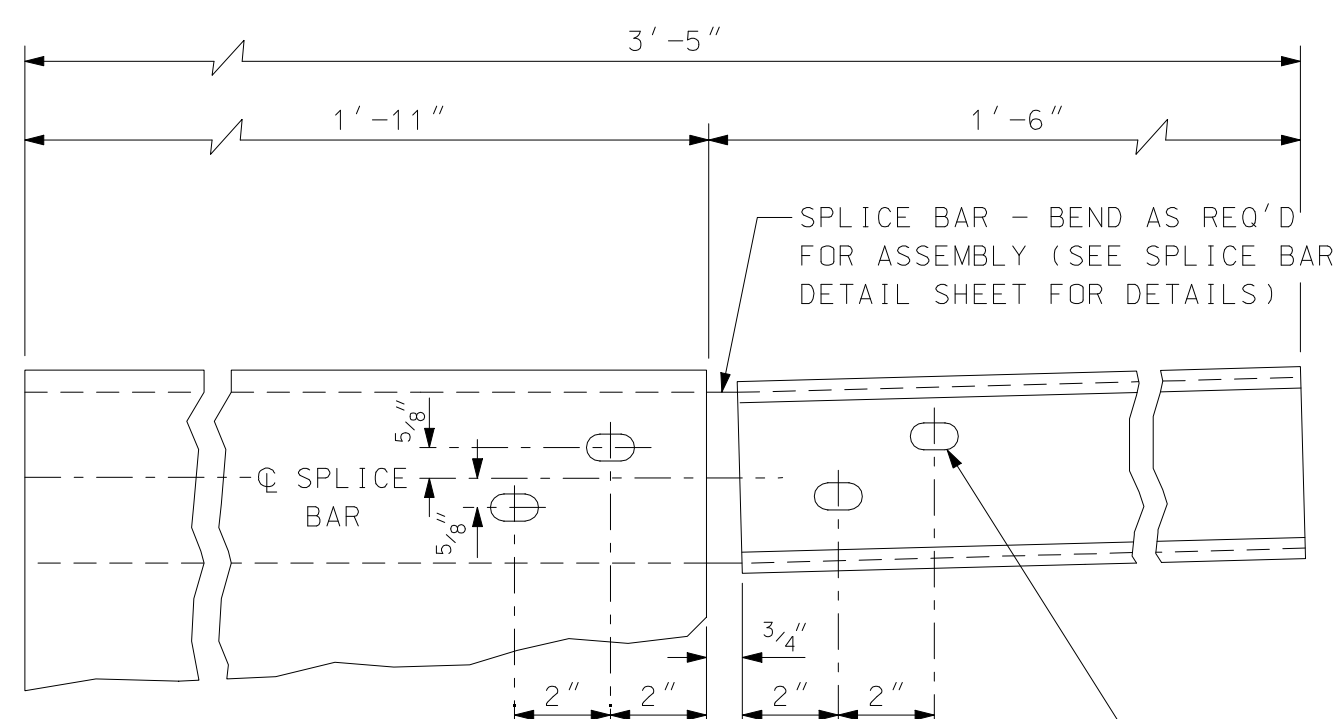 3'-5"
1'-11"
1'-6"
SPLICE BAR - BEND AS REQ'D
FOR ASSEMBLY (SEE SPLICE BAR
DETAIL SHEET FOR DETAILS)
5/8"
℄ SPLICE
BAR
5/8"
3/4"
2"
2"
2"
2"